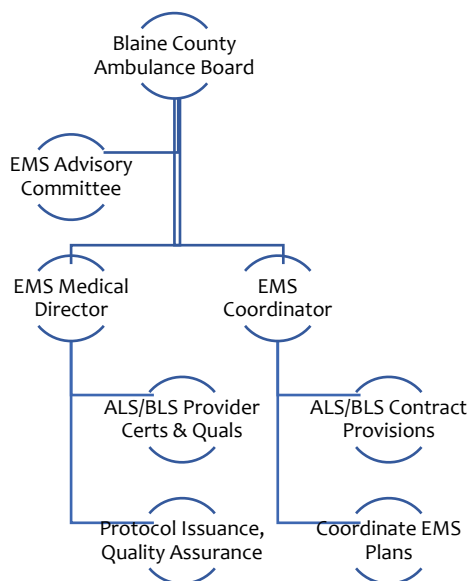 Blaine County
Ambulance Board
EMS Advisory
Committee
EMS Medical
Director
EMS
Coordinator
ALS/BLS Provider
Certs & Quals
ALS/BLS Contract
Provisions
Protocol Issuance,
Quality Assurance
Coordinate EMS
Plans